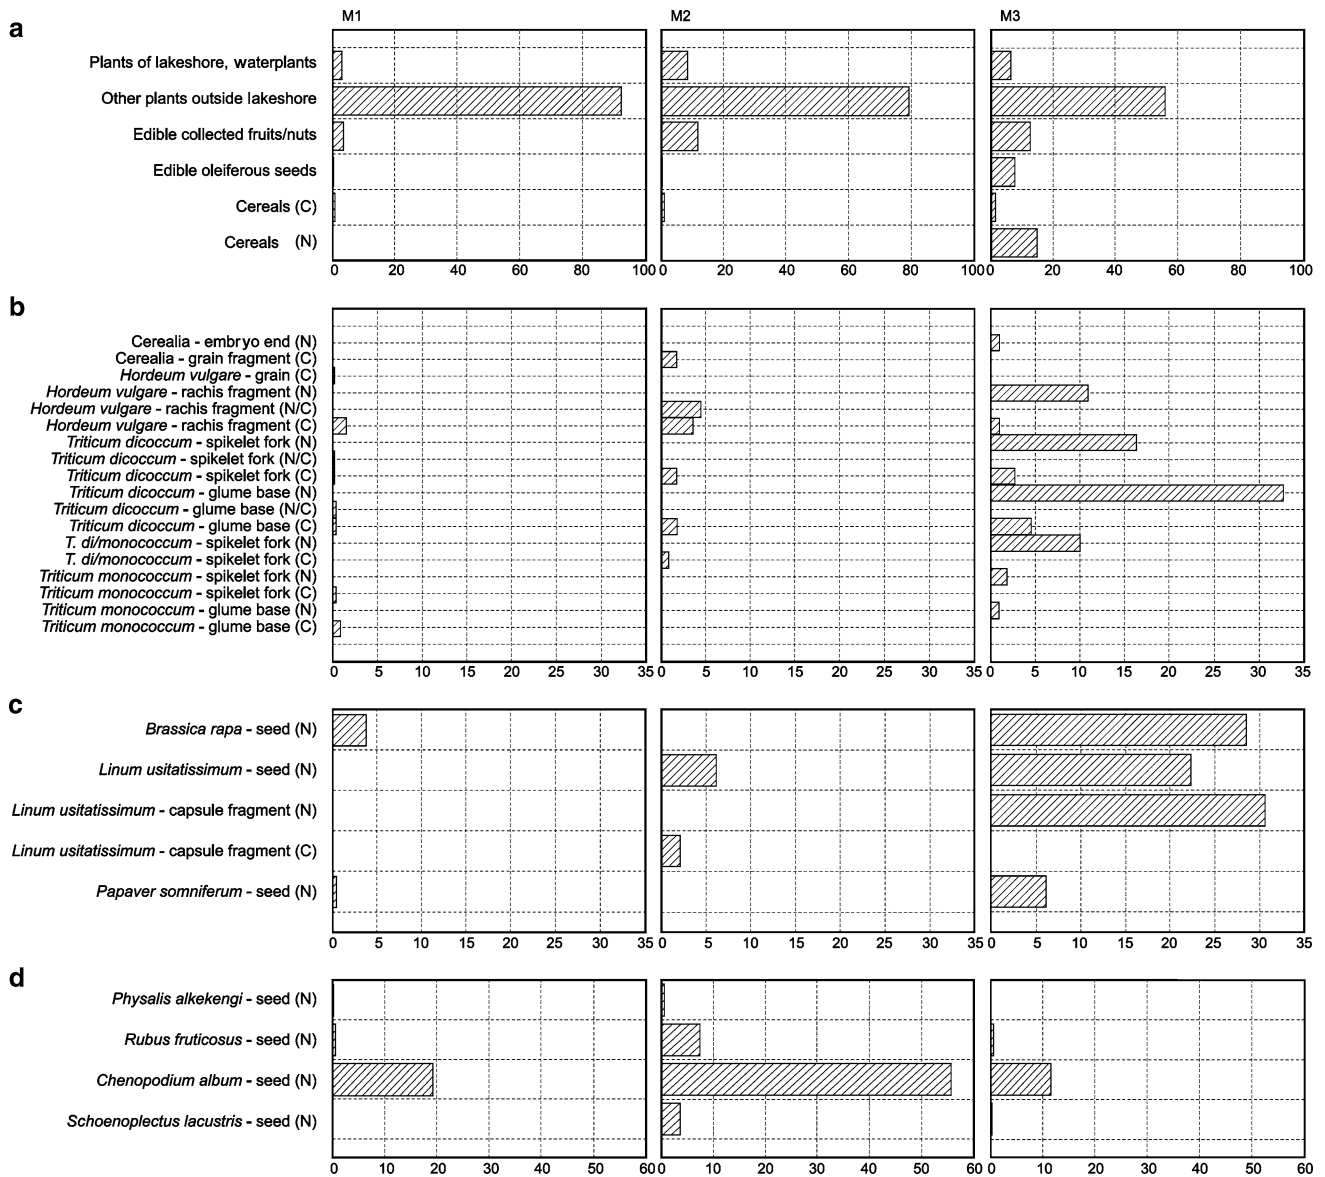 a
M1 M2 M3
Plants of lakeshore, waterplants
Other plants outside lakeshore
Edible collected fruits/nuts
Edible oleiferous seeds
Cereals (C)
Cereals (N)
0 20 40 60 80 100 0 20 40 60 80 100 0 20 40 60 80 100
b
Cerealia - embryo end (N)
Cerealia - grain fragment (C)
Hordeum vulgare - grain (C)
Hordeum vulgare - rachis fragment (N)
Hordeum vulgare - rachis fragment (N/C)
Hordeum vulgare - rachis fragment (C)
Triticum dicoccum - spikelet fork (N)
Triticum dicoccum - spikelet fork (N/C)
Triticum dicoccum - spikelet fork (C)
Triticum dicoccum - glume base (N)
Triticum dicoccum - glume base (N/C)
Triticum dicoccum - glume base (C)
T. di/monococcum - spikelet fork (N)
T. di/monococcum - spikelet fork (C)
Triticum monococcum - spikelet fork (N)
Triticum monococcum - spikelet fork (C)
Triticum monococcum - glume base (N)
Triticum monococcum - glume base (C)
0 5 10 15 20 25 30 35 0 5 10 15 20 25 30 35 0 5 10 15 20 25 30 35
c
Brassica rapa - seed (N)
Linum usitatissimum - seed (N)
Linum usitatissimum - capsule fragment (N)
Linum usitatissimum - capsule fragment (C)
Papaver somniferum - seed (N)
0 5 10 15 20 25 30 35 0 5 10 15 20 25 30 35 0 5 10 15 20 25 30 35
d
Physalis alkekengi - seed (N)
Rubus fruticosus - seed (N)
Chenopodium album - seed (N)
Schoenoplectus lacustris - seed (N)
0 10 20 30 40 50 60 0 10 20 30 40 50 60 0 10 20 30 40 50 60